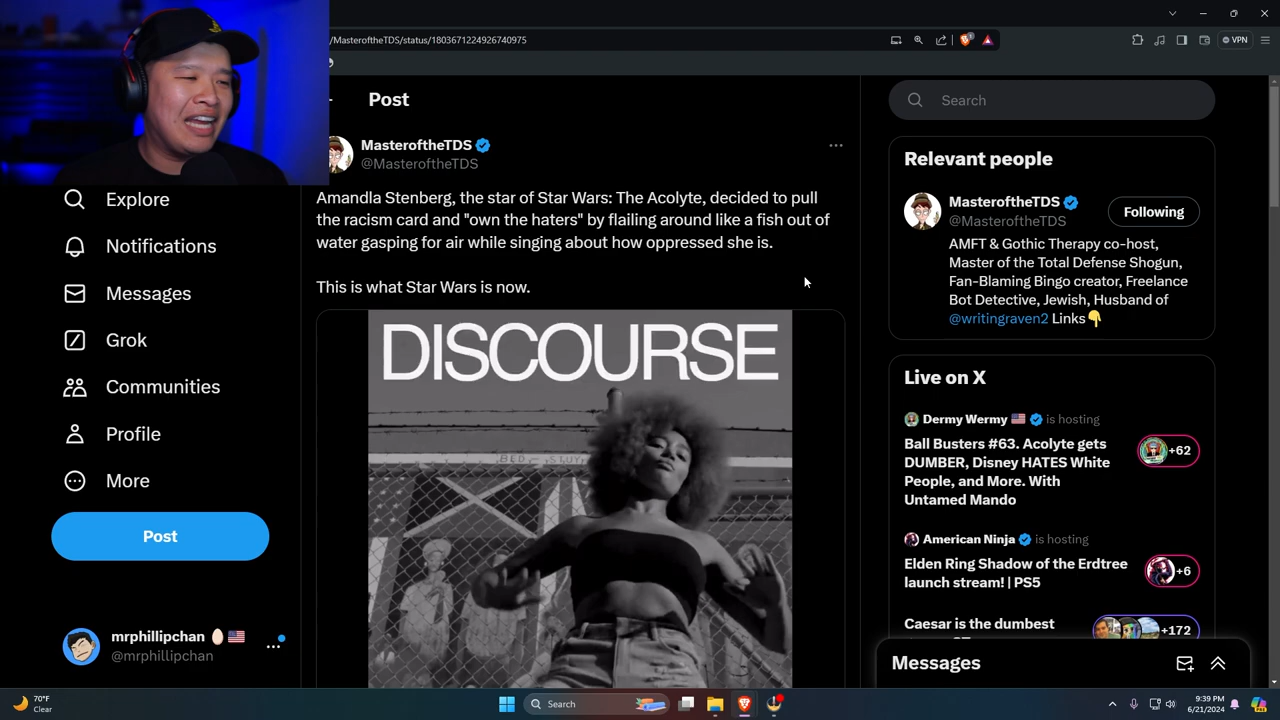 /MasteroftheTDS/status/1803671224926740975
VPN
Post
MasteroftheTDS
@MasteroftheTDS
Amandla Stenberg, the star of Star Wars: The Acolyte, decided to pull
the racism card and "own the haters" by flailing around like a fish out of
water gasping for air while singing about how oppressed she is.
This is what Star Wars is now.
DISCOURSE
BED-STUY
Explore
Notifications
Messages
Grok
Communities
Profile
More
Post
mrphillipchan
@mrphillipchan
Search
Relevant people
MasteroftheTDS
@MasteroftheTDS
Following
AMFT & Gothic Therapy co-host,
Master of the Total Defense Shogun,
Fan-Blaming Bingo creator, Freelance
Bot Detective, Jewish, Husband of
@writingraven2 Links
Live on X
Dermy Wermy is hosting
Ball Busters #63. Acolyte gets
DUMBER, Disney HATES White
People, and More. With
Untamed Mando
+62
American Ninja is hosting
Elden Ring Shadow of the Erdtree
launch stream! | PS5
+6
Caesar is the dumbest
+172
Messages
70°F
Clear
Search
9:39 PM
6/21/2024